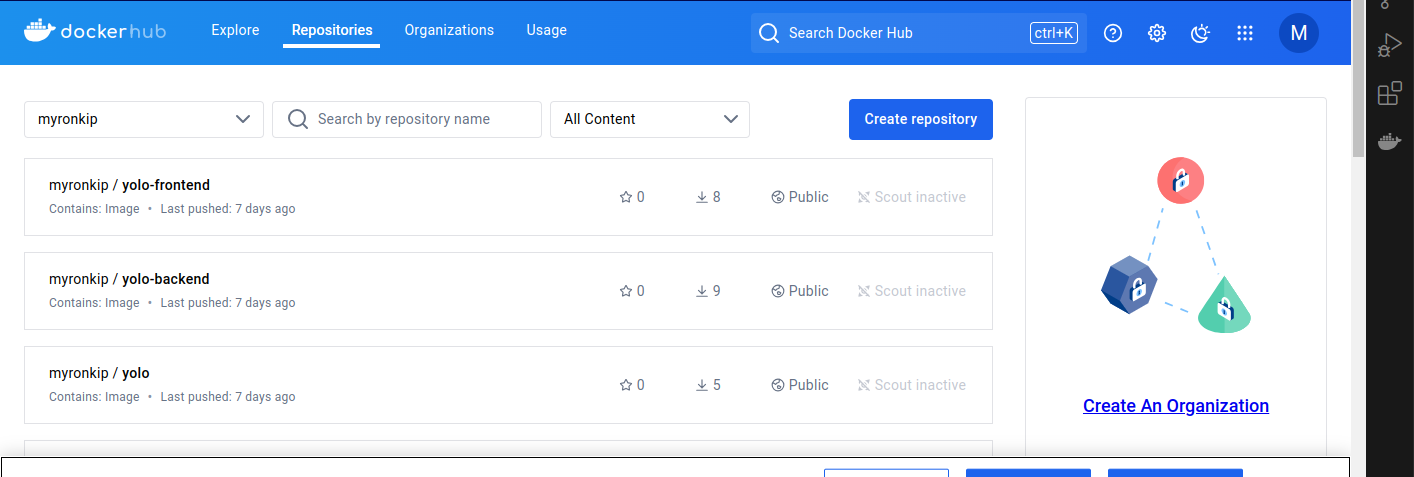 dockerhub Explore Repositories Organizations Usage Search Docker Hub ctrl+K M
myronkip Search by repository name All Content Create repository
myronkip / yolo-frontend
Contains: Image • Last pushed: 7 days ago
0 8 Public Scout inactive
myronkip / yolo-backend
Contains: Image • Last pushed: 7 days ago
0 9 Public Scout inactive
myronkip / yolo
Contains: Image • Last pushed: 7 days ago
0 5 Public Scout inactive
Create An Organization